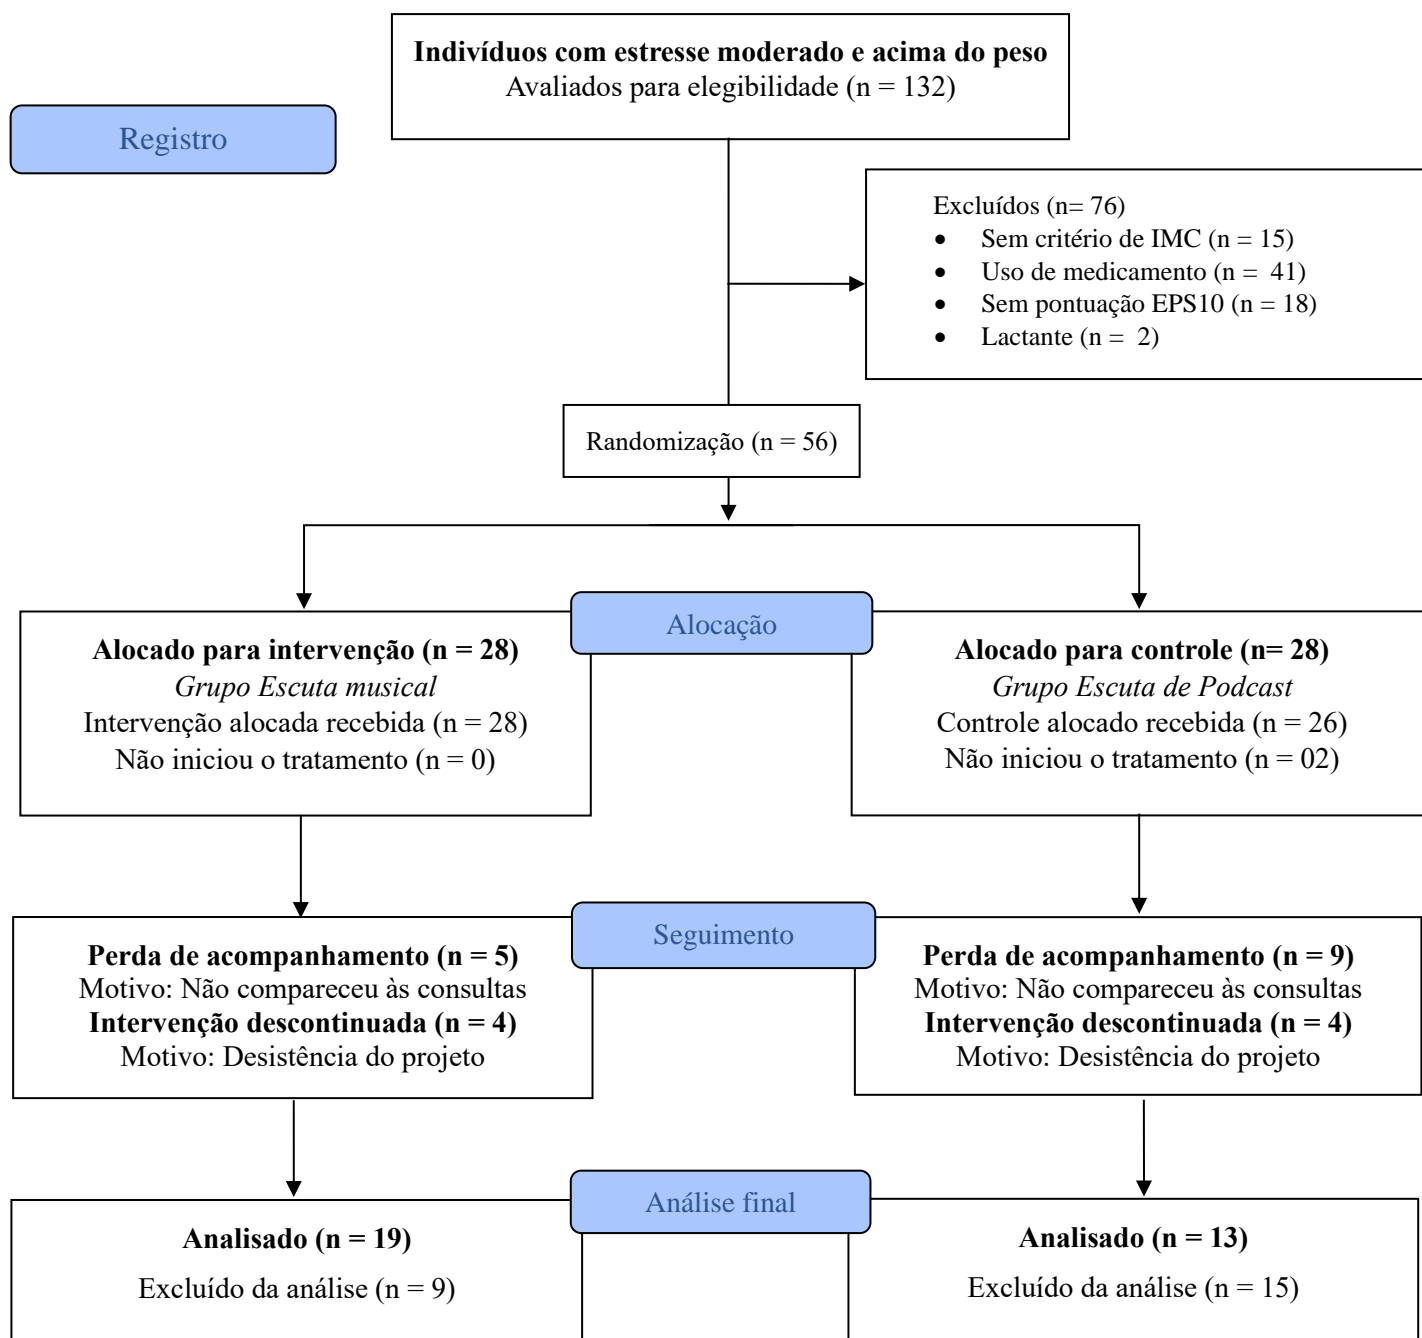 Indivíduos com estresse moderado e acima do peso
Avaliados para elegibilidade (n = 132)
Registro
Excluídos (n= 76)
• Sem critério de IMC (n = 15)
• Uso de medicamento (n = 41)
• Sem pontuação EPS10 (n = 18)
• Lactante (n = 2)
Randomização (n = 56)
Alocação
Alocado para intervenção (n = 28)
Grupo Escuta musical
Intervenção alocada recebida (n = 28)
Não iniciou o tratamento (n = 0)
Alocado para controle (n= 28)
Grupo Escuta de Podcast
Controle alocado recebida (n = 26)
Não iniciou o tratamento (n = 02)
Seguimento
Perda de acompanhamento (n = 5)
Motivo: Não compareceu às consultas
Intervenção descontinuada (n = 4)
Motivo: Desistência do projeto
Perda de acompanhamento (n = 9)
Motivo: Não compareceu às consultas
Intervenção descontinuada (n = 4)
Motivo: Desistência do projeto
Análise final
Analisado (n = 19)
Excluído da análise (n = 9)
Analisado (n = 13)
Excluído da análise (n = 15)